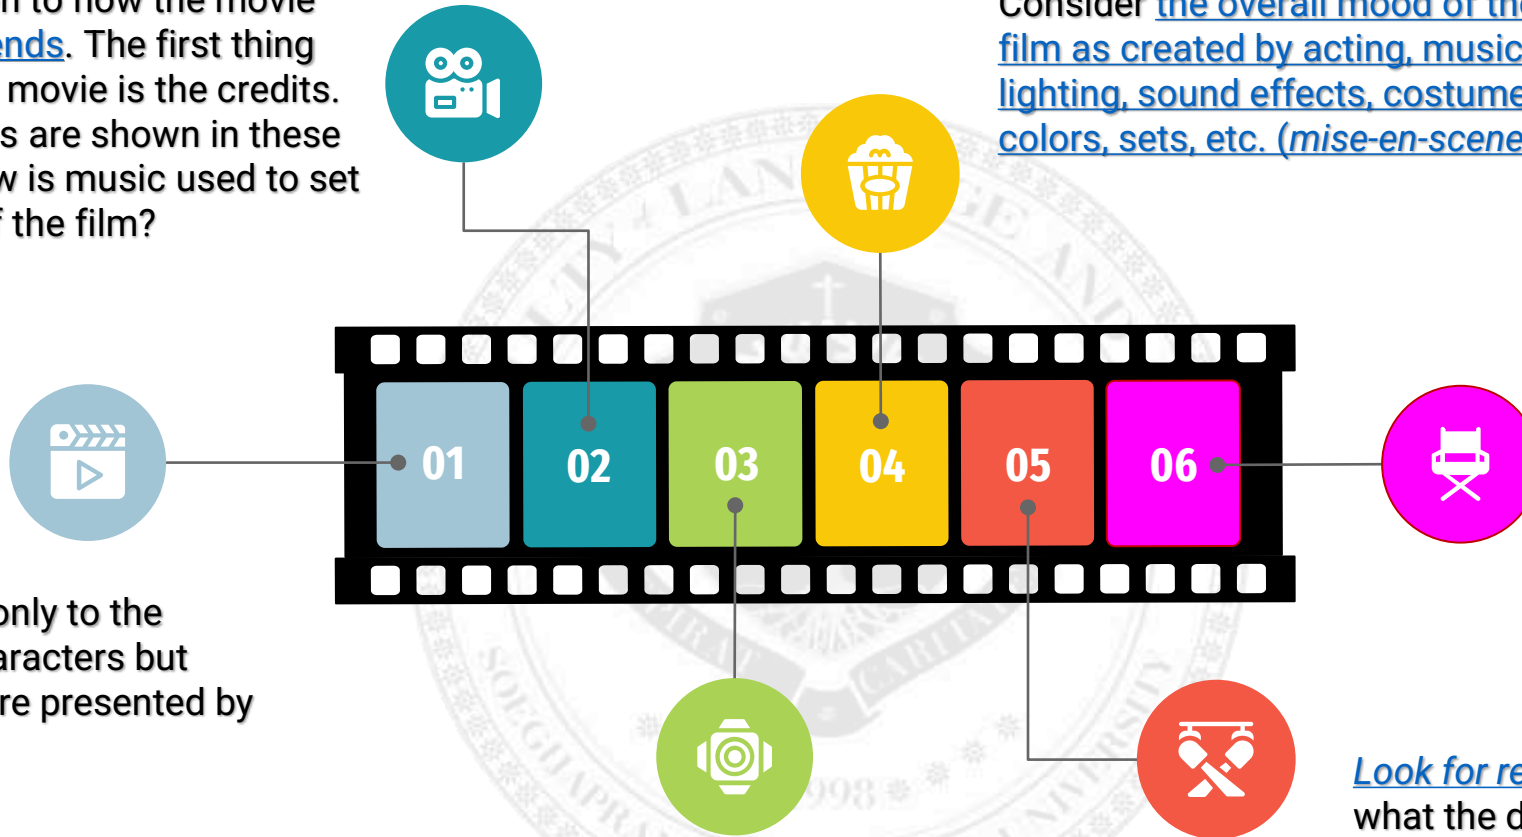 to how the movie
ends. The first thing
movie is the credits.
s are shown in these
w is music used to set
f the film?
Consider the overall mood of the
film as created by acting, music
lighting, sound effects, costume
colors, sets, etc. (mise-en-scene
01
02
03
04
05
06
only to the
aracters but
re presented by
Look for re
what the d
SOEGIJAPRA
UNIVERSITY
1998